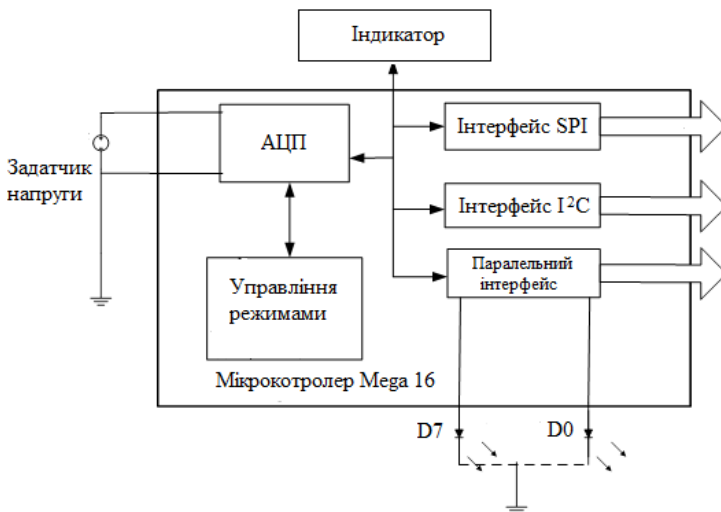 Індикатор
АЦП
Інтерфейс SPI
Задатчик
напруги
Інтерфейс I²C
Паралельний
інтерфейс
Управління
режимами
Мікрокотролер Mega 16
D7
D0